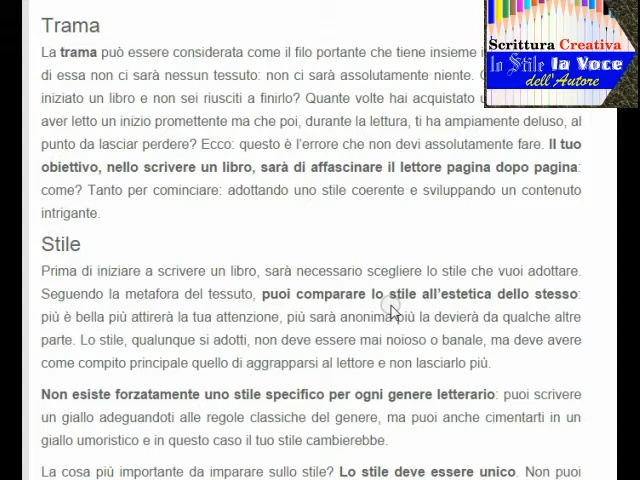 Trama
La trama può essere considerata come il filo portante che tiene insieme
di essa non ci sarà nessun tessuto: non ci sarà assolutamente niente.
iniziato un libro e non sei riusciti a finirlo? Quante volte hai acquistato
aver letto un inizio promettente ma che poi, durante la lettura, ti ha ampiamente deluso, al
punto da lasciar perdere? Ecco: questo è l'errore che non devi assolutamente fare. Il tuo
obiettivo, nello scrivere un libro, sarà di affascinare il lettore pagina dopo pagina:
come? Tanto per cominciare: adottando uno stile coerente e sviluppando un contenuto
intrigante.
Scrittura Creativa
lo Stile la Voce
dell'Autore
Stile
Prima di iniziare a scrivere un libro, sarà necessario scegliere lo stile che vuoi adottare.
Seguendo la metafora del tessuto, puoi comparare lo stile all'estetica dello stesso:
più è bella più attirerà la tua attenzione, più sarà anonima più la devierà da qualche altre
parte. Lo stile, qualunque si adotti, non deve essere mai noioso o banale, ma deve avere
come compito principale quello di aggrapparsi al lettore e non lasciarlo più.
Non esiste forzatamente uno stile specifico per ogni genere letterario: puoi scrivere
un giallo adeguandoti alle regole classiche del genere, ma puoi anche cimentarti in un
giallo umoristico e in questo caso il tuo stile cambierebbe.
La cosa più importante da imparare sullo stile? Lo stile deve essere unico. Non puoi